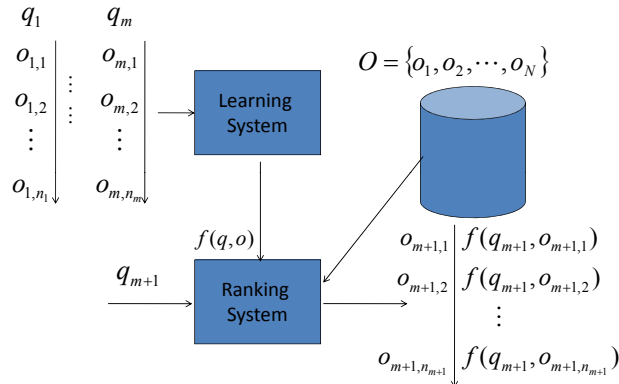 q_1 q_m
o_{1,1} o_{m,1}
o_{1,2} o_{m,2}
⋮ ⋮ ⋮ ⋮
o_{1,n_1} o_{m,n_m}
Learning
System
O = {o_1, o_2, ⋯, o_N}
f(q, o)
q_{m+1}
Ranking
System
o_{m+1,1} f(q_{m+1}, o_{m+1,1})
o_{m+1,2} f(q_{m+1}, o_{m+1,2})
⋮
o_{m+1,n_{m+1}} f(q_{m+1}, o_{m+1,n_{m+1}})